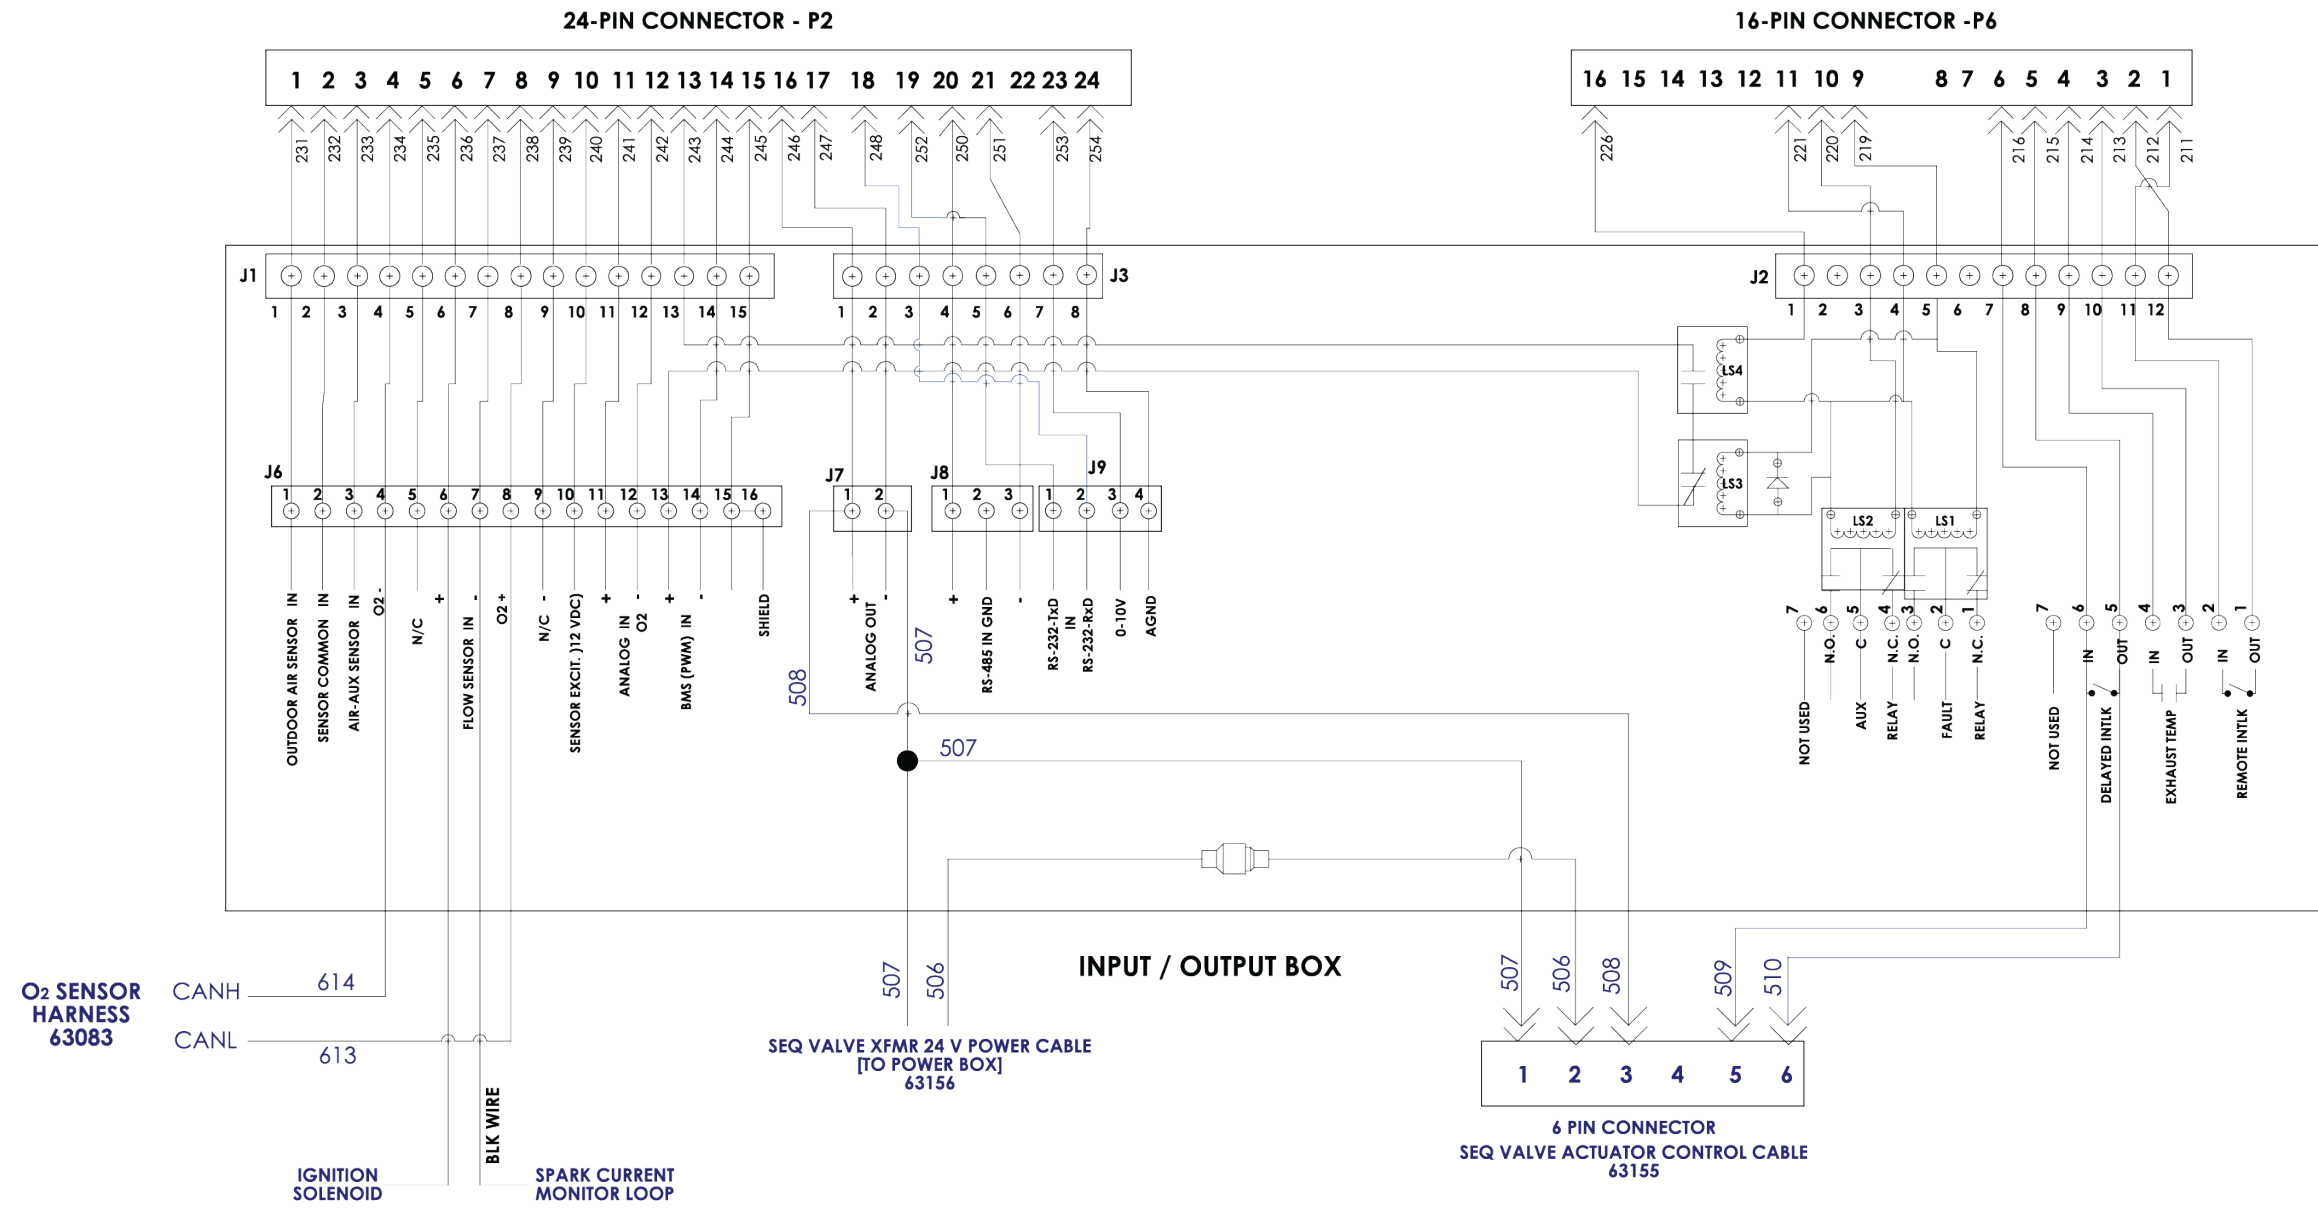 24-PIN CONNECTOR - P2
16-PIN CONNECTOR -P6
1 2 3 4 5 6 7 8 9 10 11 12 13 14 15 16 17 18 19 20 21 22 23 24
16 15 14 13 12 11 10 9 8 7 6 5 4 3 2 1
231 232 233 234 235 236 237 238 239 240 241 242 243 244 245 246 247 248 252 250 251 253 254
226 221 220 219 216 215 214 213 212 211
J1
J3
J2
1 2 3 4 5 6 7 8 9 10 11 12 13 14 15
1 2 3 4 5 6 7 8
1 2 3 4 5 6 7 8 9 10 11 12
LS4
LS3
LS2
LS1
J6
J7
J8
J9
1 2 3 4 5 6 7 8 9 10 11 12 13 14 15 16
1 2
1 2 3
1 2 3 4
OUTDOOR AIR SENSOR IN
SENSOR COMMON IN
AIR-AUX SENSOR IN
O2 -
N/C
+
FLOW SENSOR IN -
O2 +
N/C -
SENSOR EXCIT. )12 VDC)
+
ANALOG IN -
O2
+
BMS (PWM) IN -
SHIELD
+
ANALOG OUT -
+
RS-485 IN GND
-
RS-232-TxD
IN
RS-232-RxD
0-10V
AGND
7 6 5 4 3 2 1
N.O. C N.C. N.O. C N.C.
NOT USED
AUX
RELAY
FAULT
RELAY
7 6 5 4 3 2 1
IN OUT IN OUT IN OUT
NOT USED
DELAYED INTLK
EXHAUST TEMP
REMOTE INTLK
508
507
507
INPUT / OUTPUT BOX
507
506
507
506
508
509
510
O2 SENSOR
HARNESS
63083
CANH
614
CANL
613
SEQ VALVE XFMR 24 V POWER CABLE
[TO POWER BOX]
63156
1 2 3 4 5 6
6 PIN CONNECTOR
SEQ VALVE ACTUATOR CONTROL CABLE
63155
BLK WIRE
IGNITION
SOLENOID
SPARK CURRENT
MONITOR LOOP